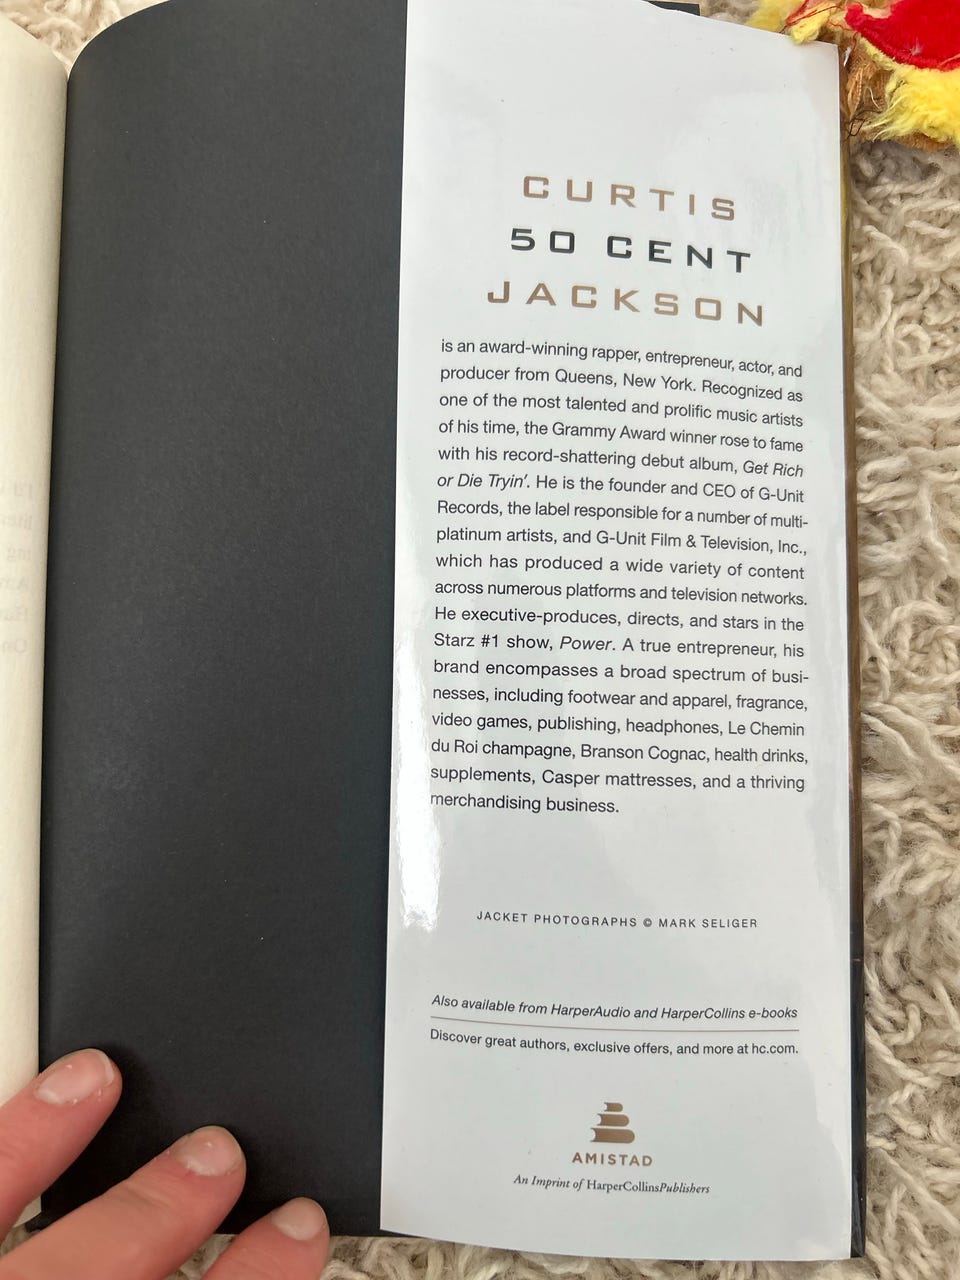 CURTIS
50 CENT
JACKSON
is an award-winning rapper, entrepreneur, actor, and
producer from Queens, New York. Recognized as
one of the most talented and prolific music artists
of his time, the Grammy Award winner rose to fame
with his record-shattering debut album, Get Rich
or Die Tryin’. He is the founder and CEO of G-Unit
Records, the label responsible for a number of multi-
platinum artists, and G-Unit Film & Television, Inc.,
which has produced a wide variety of content
across numerous platforms and television networks.
He executive-produces, directs, and stars in the
Starz #1 show, Power. A true entrepreneur, his
brand encompasses a broad spectrum of busi-
nesses, including footwear and apparel, fragrance,
video games, publishing, headphones, Le Chemin
du Roi champagne, Branson Cognac, health drinks,
supplements, Casper mattresses, and a thriving
merchandising business.
JACKET PHOTOGRAPHS © MARK SELIGER
Also available from HarperAudio and HarperCollins e-books
Discover great authors, exclusive offers, and more at hc.com.
AMISTAD
An Imprint of HarperCollinsPublishers